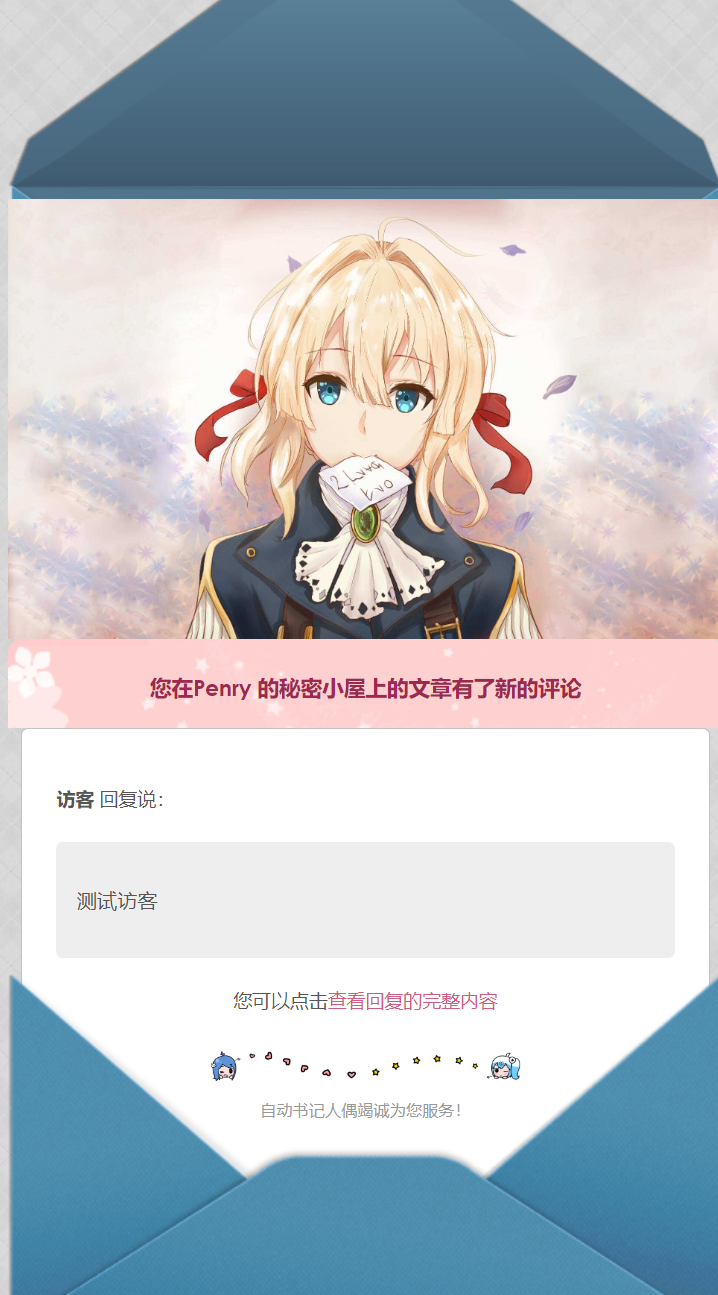 您在Penry 的秘密小屋上的文章有了新的评论
访客 回复说：
测试访客
您可以点击查看回复的完整内容
自动书记人偶竭诚为您服务！